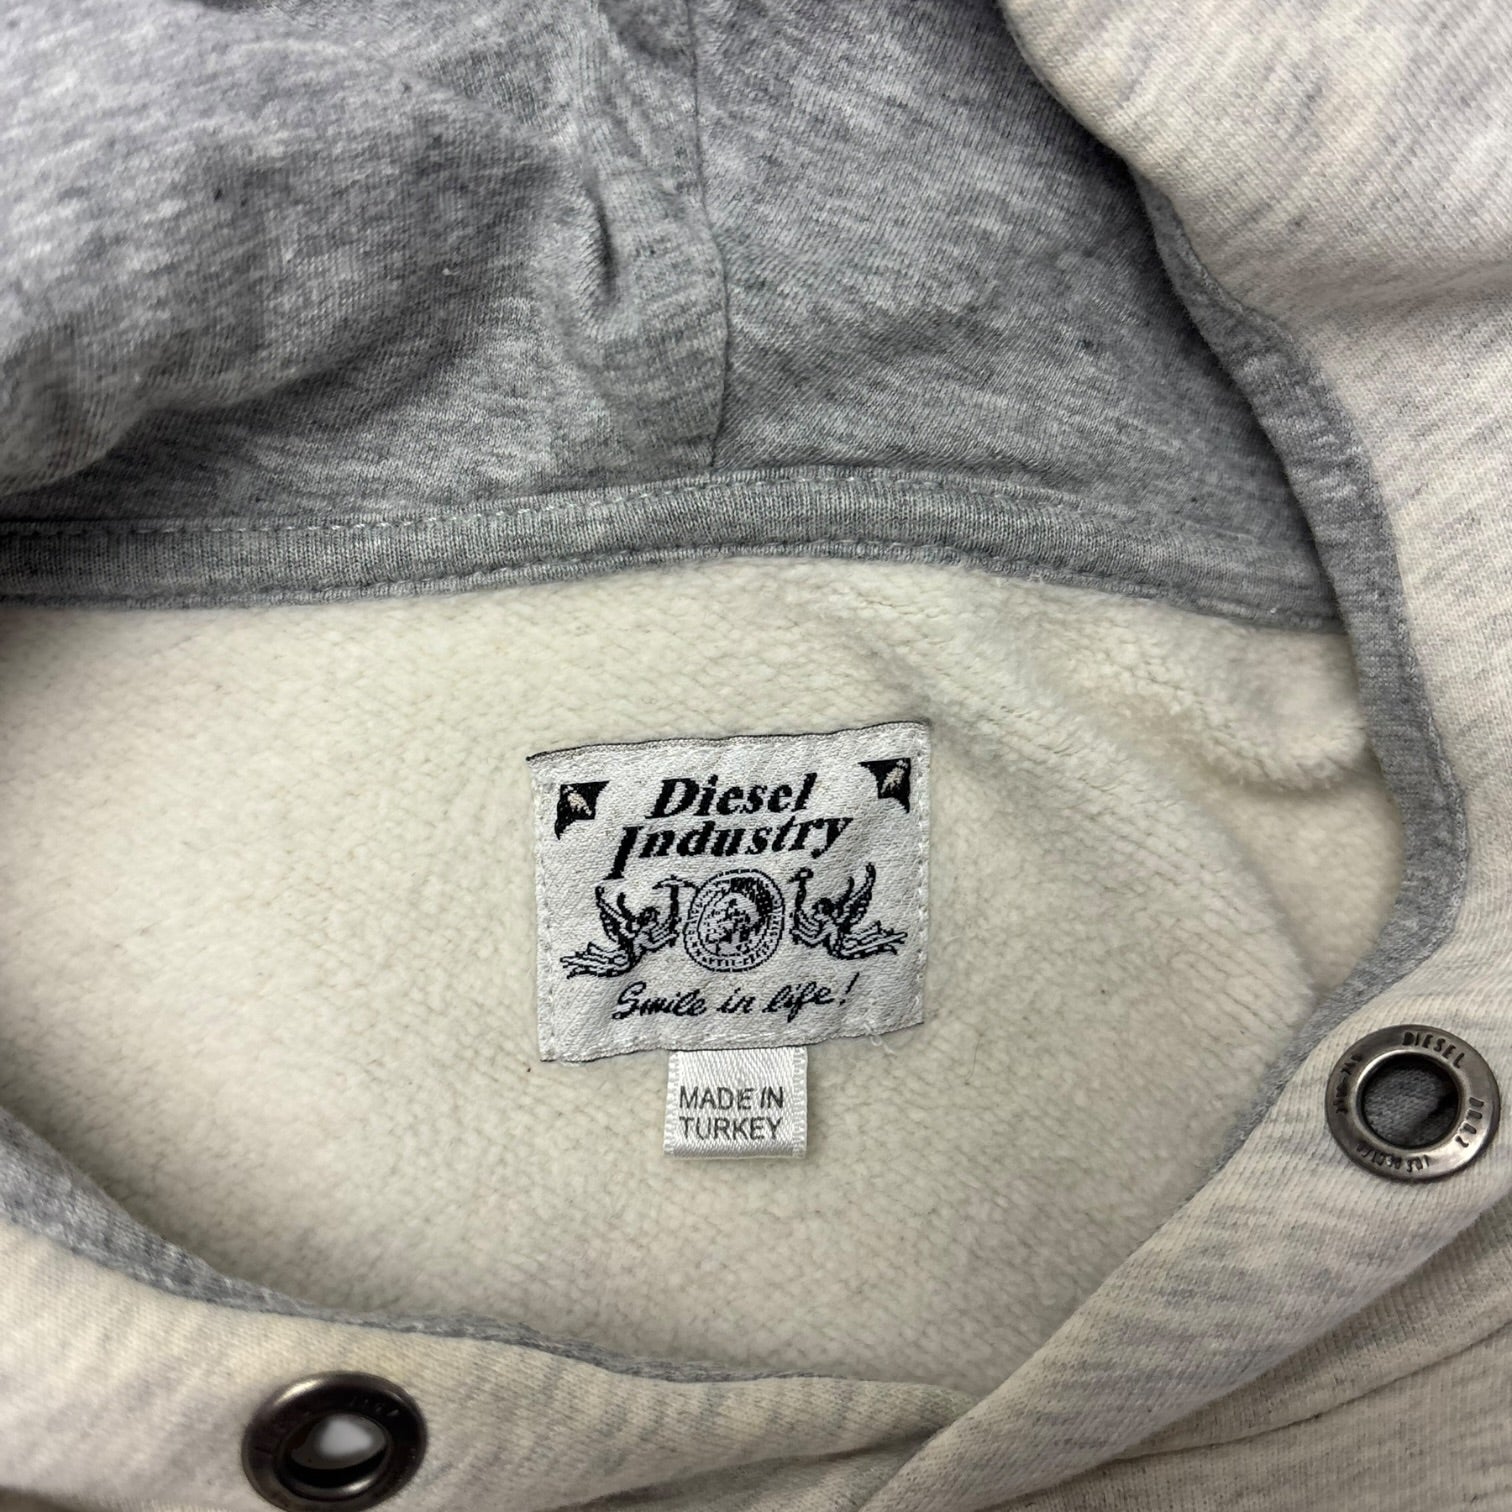 Diesel
Industry
Smile in life!
MADE IN
TURKEY
DIESEL